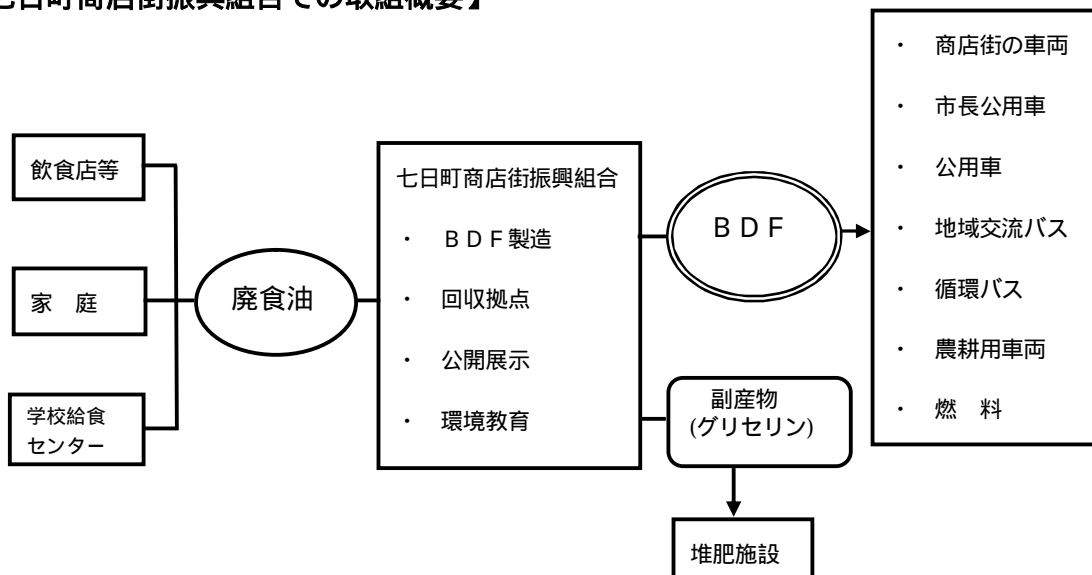 七日町商店街振興組合での取組概要】
飲食店等
家　庭
学校給食
センター
廃食油
七日町商店街振興組合
・　ＢＤＦ製造
・　回収拠点
・　公開展示
・　環境教育
ＢＤＦ
副産物
(グリセリン)
堆肥施設
・　商店街の車両
・　市長公用車
・　公用車
・　地域交流バス
・　循環バス
・　農耕用車両
・　燃　料